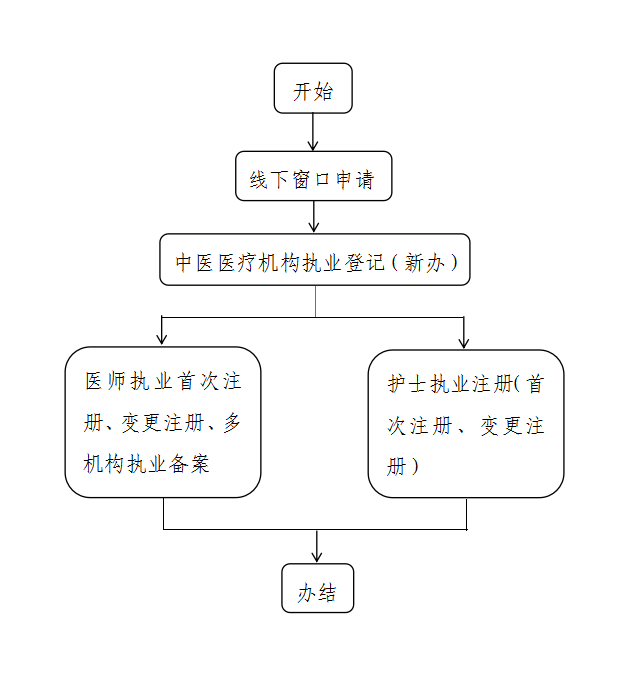 开始
线下窗口申请
中医医疗机构执业登记(新办)
医师执业首次注
册、变更注册、多
机构执业备案
护士执业注册(首
次注册、变更注
册)
办结